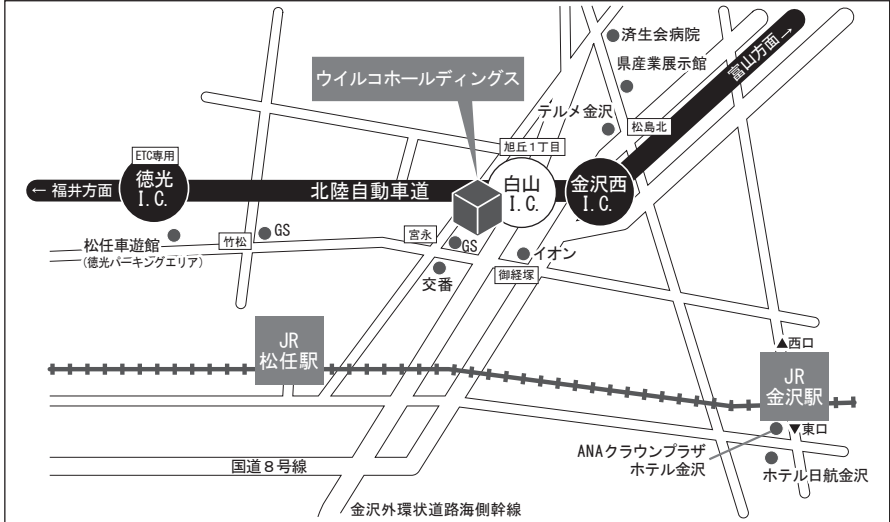 済生会病院
県産業展示館
富山方面→
ウイルコホールディングス
テルメ金沢
松島北
旭丘1丁目
ETC専用
徳光
I.C.
←福井方面
北陸自動車道
白山
I.C.
金沢西
I.C.
松任車遊館
(徳光パーキングエリア)
竹松
GS
宮永
GS
イオン
交番
御経塚
JR
松任駅
▲西口
JR
金沢駅
▼東口
ANAクラウンプラザ
ホテル金沢
ホテル日航金沢
国道8号線
金沢外環状道路海側幹線